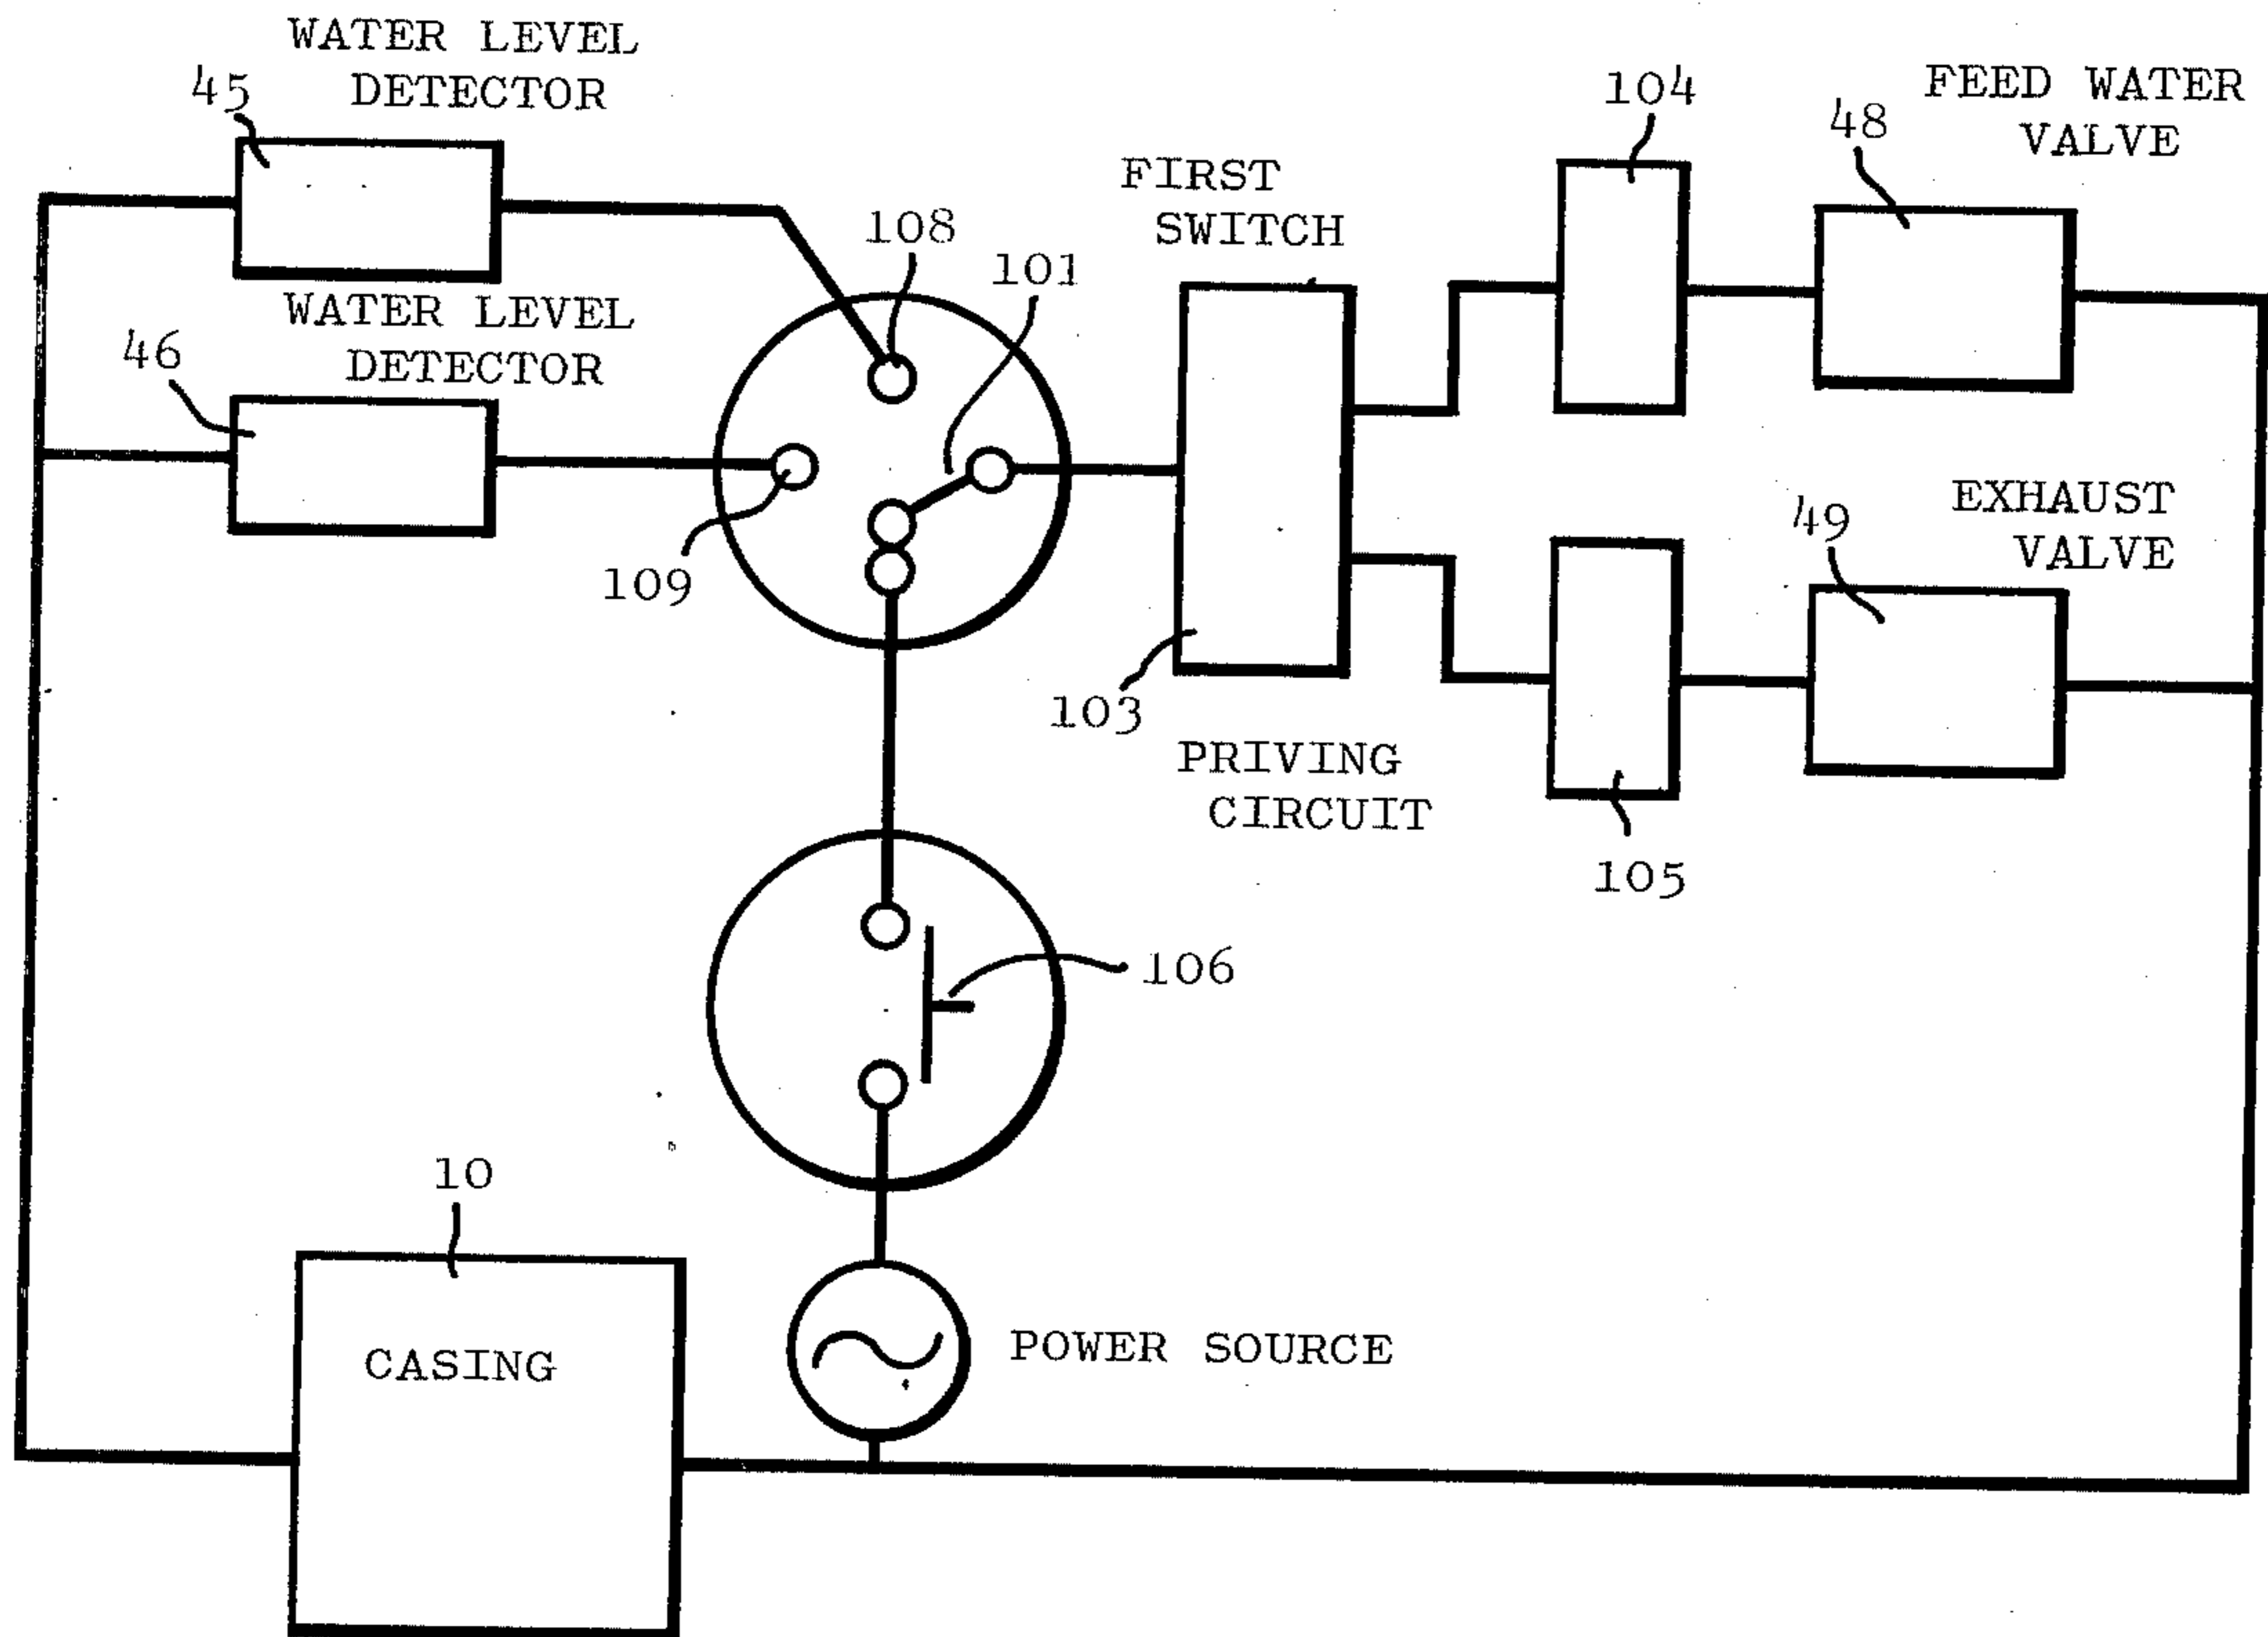 WATER LEVEL
DETECTOR
45
WATER LEVEL
DETECTOR
46
108
101
109
FIRST
SWITCH
103
PRIVING
CIRCUIT
104
48
FEED WATER
VALVE
49
EXHAUST
VALVE
105
106
10
CASING
POWER SOURCE